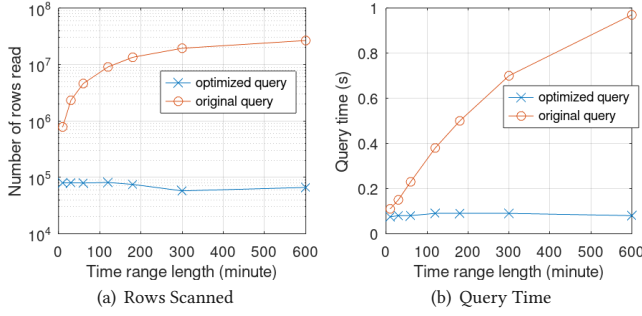 10^8
10^7
10^6
10^5
10^4
Number of rows read
optimized query
original query
0 100 200 300 400 500 600
Time range length (minute)
(a) Rows Scanned
1
0.8
0.6
0.4
0.2
0
Query time (s)
optimized query
original query
0 100 200 300 400 500 600
Time range length (minute)
(b) Query Time